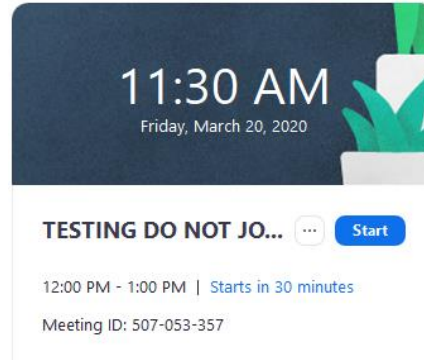 11:30 AM
Friday, March 20, 2020
TESTING DO NOT JO... ... Start
12:00 PM - 1:00 PM | Starts in 30 minutes
Meeting ID: 507-053-357